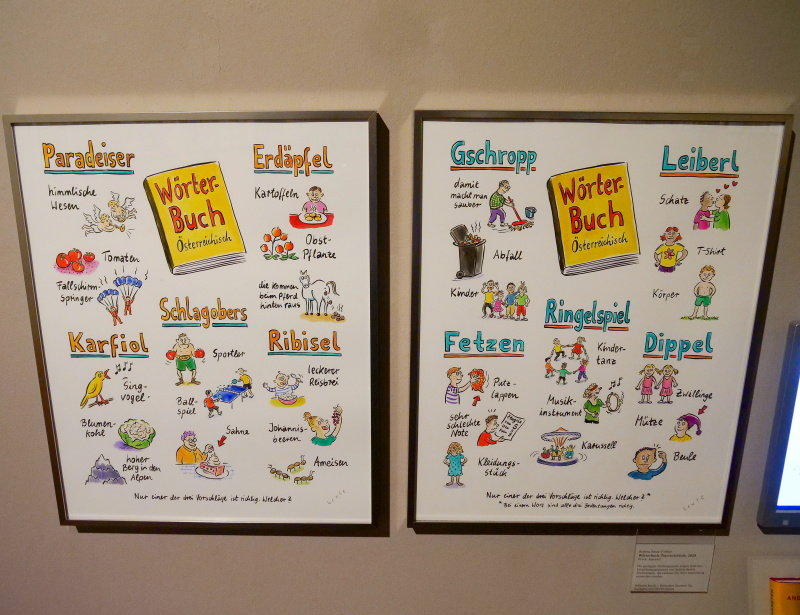 Paradeiser
himmlische
Wesen
Tomaten
Fallschirm-
Springer
Wörter-
Buch
Österreichisch
Erdäpfel
Kartoffeln
Obst-
Pflanze
die kommen
beim Pferd
hinten raus
Karfiol
Sing-
vogel
Blumen-
kohl
hoher
Berg in den
Alpen
Schlagobers
Sportler
Ball-
spiel
Sahne
Ribisel
leckerer
Reisbrei
Johannis-
beeren
Ameisen
Nur einer der drei Vorschläge ist richtig. Welcher?
Gschropp
damit
macht man
sauber
Abfall
Kinder
Wörter-
Buch
Österreichisch
Leiberl
Schatz
T-Shirt
Körper
Fetzen
Putz-
lappen
sehr
schlechte
Note
Kleidungs-
stück
Ringelspiel
Kinder-
tanz
Musik-
instrument
Karussell
Dippel
Zwillinge
Mütze
Beule
Nur einer der drei Vorschläge ist richtig. Welcher?*
*Bei einem Wort sind alle drei Bedeutungen richtig.